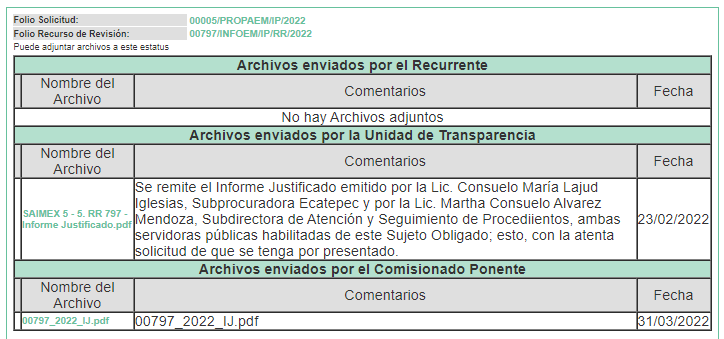 Folio Solicitud: 00005/PROPAEM/IP/2022
Folio Recurso de Revisión: 00797/INFOEM/IP/RR/2022
Puede adjuntar archivos a este estatus
Archivos enviados por el Recurrente
Nombre del Archivo Comentarios Fecha
No hay Archivos adjuntos
Archivos enviados por la Unidad de Transparencia
Nombre del Archivo Comentarios Fecha
SAIMEX 5 - 5. RR 797 -
Informe Justificado.pdf
Se remite el Informe Justificado emitido por la Lic. Consuelo María Lajud
Iglesias, Subprocuradora Ecatepec y por la Lic. Martha Consuelo Alvarez
Mendoza, Subdirectora de Atención y Seguimiento de Procediientos, ambas
servidoras públicas habilitadas de este Sujeto Obligado; esto, con la atenta
solicitud de que se tenga por presentado.
23/02/2022
Archivos enviados por el Comisionado Ponente
Nombre del Archivo Comentarios Fecha
00797_2022_IJ.pdf 00797_2022_IJ.pdf 31/03/2022